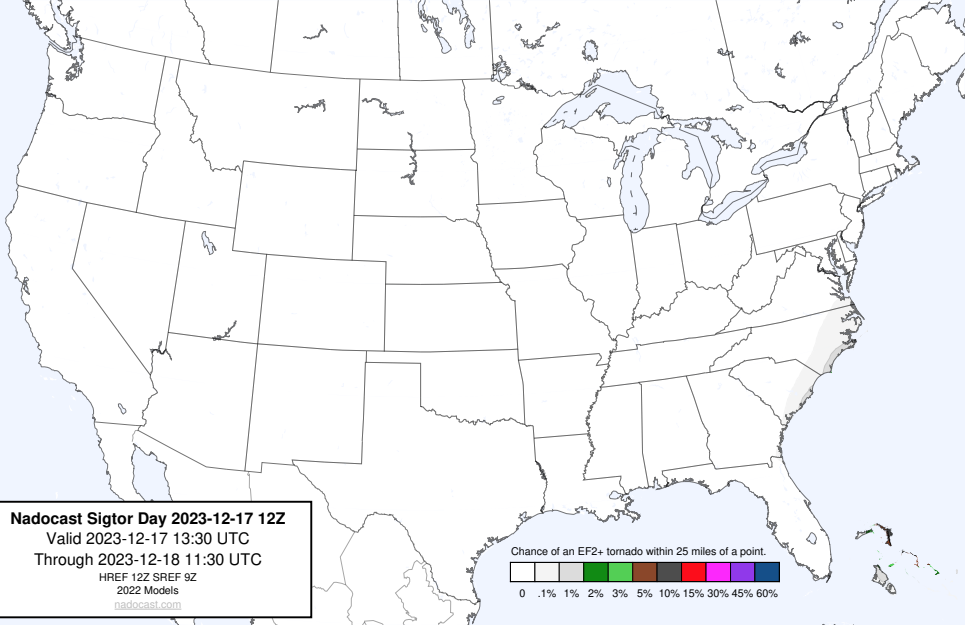 Nadocast Sigtor Day 2023-12-17 12Z
Valid 2023-12-17 13:30 UTC
Through 2023-12-18 11:30 UTC
HREF 12Z SREF 9Z
2022 Models
nadocast.com
Chance of an EF2+ tornado within 25 miles of a point.
0 .1% 1% 2% 3% 5% 10% 15% 30% 45% 60%